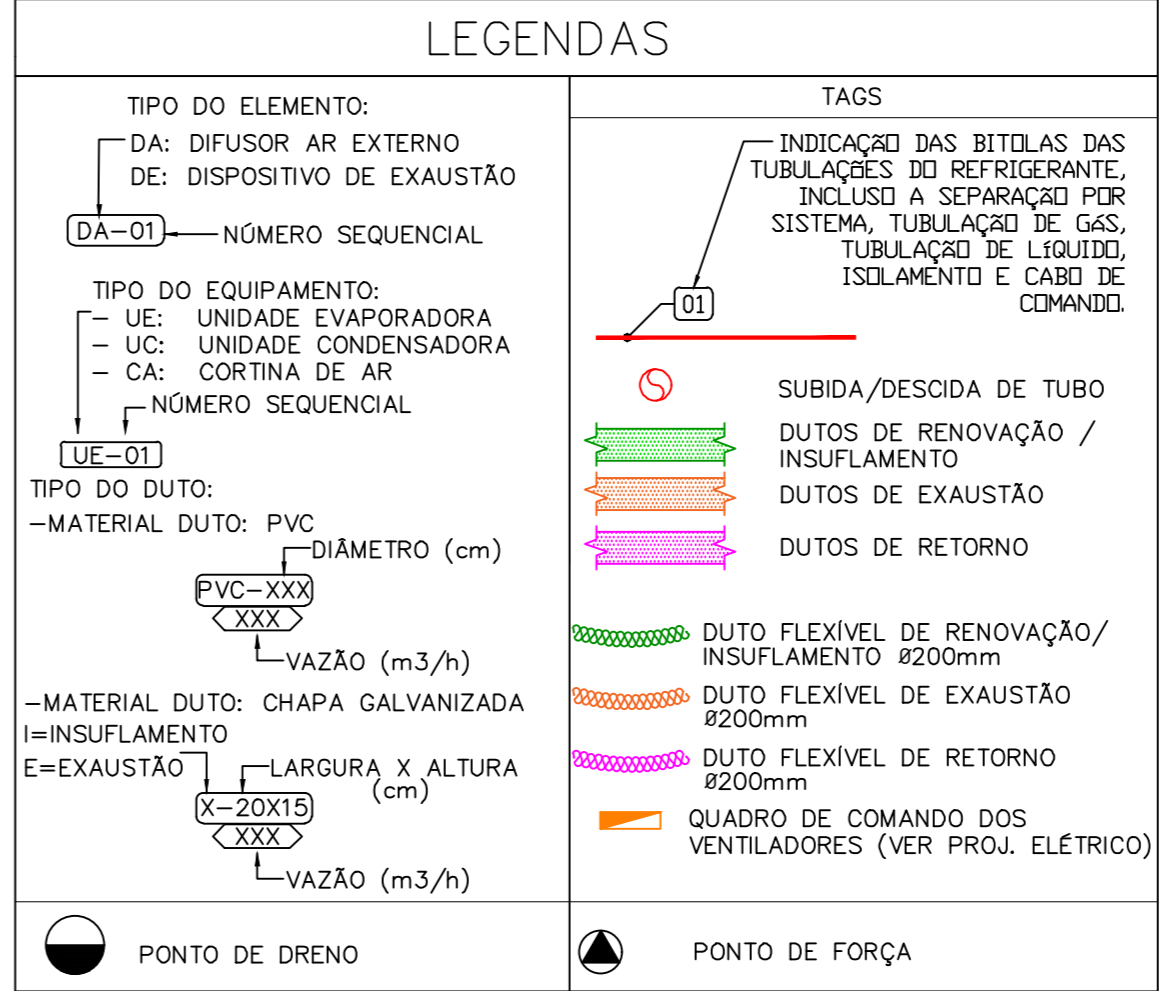 LEGENDAS
TIPO DO ELEMENTO:
DA: DIFUSOR AR EXTERNO
DE: DISPOSITIVO DE EXAUSTÃO
DA-01
NÚMERO SEQUENCIAL
TIPO DO EQUIPAMENTO:
- UE: UNIDADE EVAPORADORA
- UC: UNIDADE CONDENSADORA
- CA: CORTINA DE AR
NÚMERO SEQUENCIAL
UE-01
TIPO DO DUTO:
-MATERIAL DUTO: PVC
DIÂMETRO (cm)
PVC-XXX
XXX
VAZÃO (m3/h)
-MATERIAL DUTO: CHAPA GALVANIZADA
I=INSUFLAMENTO
E=EXAUSTÃO
LARGURA X ALTURA
(cm)
X-20X15
XXX
VAZÃO (m3/h)
PONTO DE DRENO
TAGS
INDICAÇÃO DAS BITOLAS DAS
TUBULAÇÕES DO REFRIGERANTE,
INCLUSO A SEPARAÇÃO POR
SISTEMA, TUBULAÇÃO DE GáS,
TUBULAÇÃO DE LíQUIDO,
ISOLAMENTO E CABO DE
COMANDO.
01
SUBIDA/DESCIDA DE TUBO
DUTOS DE RENOVAÇÃO /
INSUFLAMENTO
DUTOS DE EXAUSTÃO
DUTOS DE RETORNO
DUTO FLEXÍVEL DE RENOVAÇÃO/
INSUFLAMENTO Ø200mm
DUTO FLEXÍVEL DE EXAUSTÃO
Ø200mm
DUTO FLEXÍVEL DE RETORNO
Ø200mm
QUADRO DE COMANDO DOS
VENTILADORES (VER PROJ. ELÉTRICO)
PONTO DE FORÇA